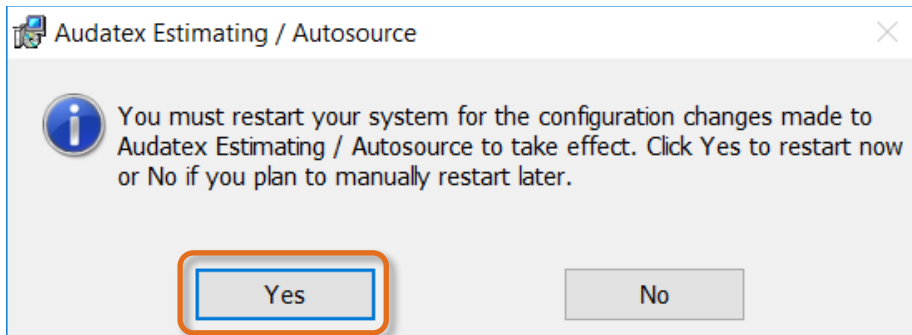 Audatex Estimating / Autosource
You must restart your system for the configuration changes made to
Audatex Estimating / Autosource to take effect. Click Yes to restart now
or No if you plan to manually restart later.
Yes
No